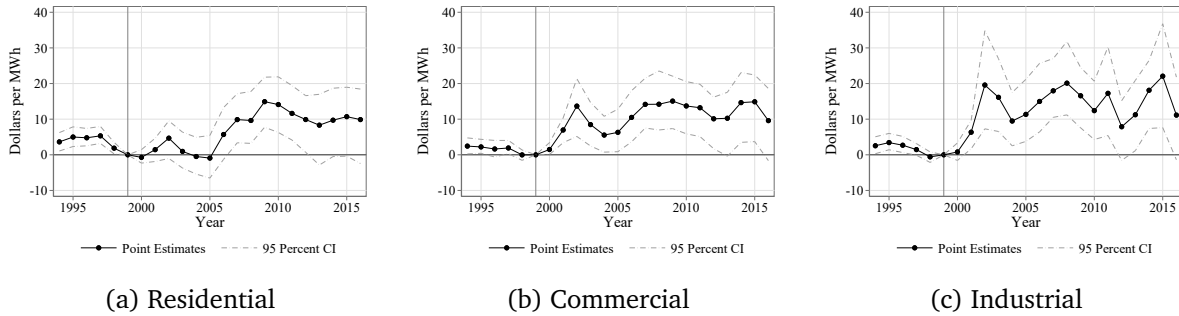 Dollars per MWh
40
30
20
10
0
-10
1995 2000 2005 2010 2015
Year
Point Estimates 95 Percent CI
(a) Residential
Dollars per MWh
40
30
20
10
0
-10
1995 2000 2005 2010 2015
Year
Point Estimates 95 Percent CI
(b) Commercial
Dollars per MWh
40
30
20
10
0
-10
1995 2000 2005 2010 2015
Year
Point Estimates 95 Percent CI
(c) Industrial